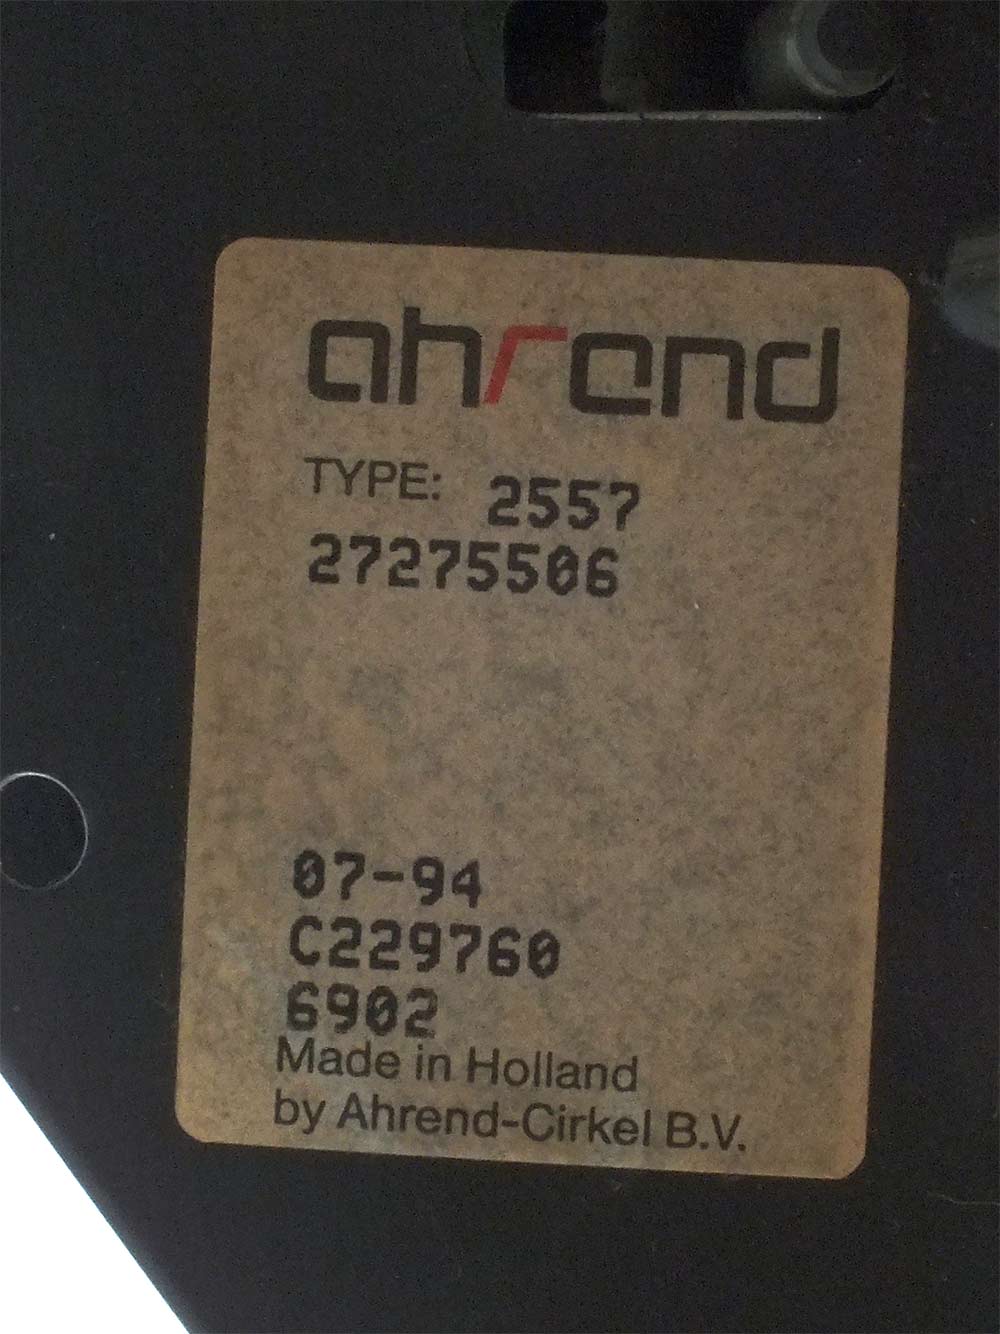 ahrend
TYPE: 2557
27275506
07-94
C229760
6902
Made in Holland
by Ahrend-Cirkel B.V.